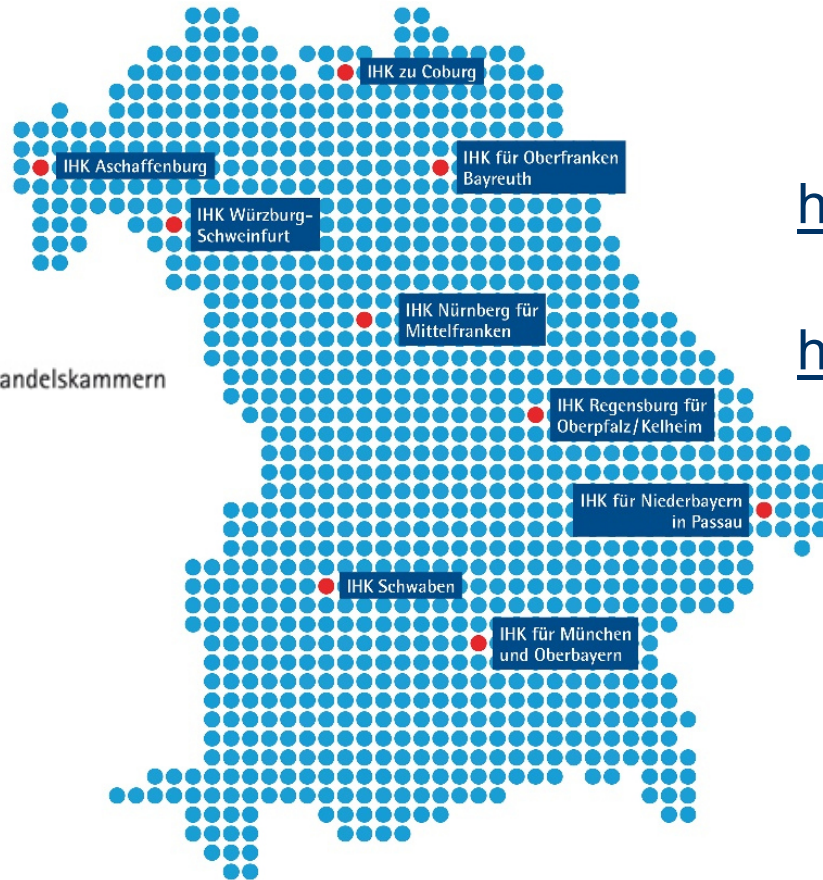 IHK zu Coburg
IHK Aschaffenburg
IHK für Oberfranken
Bayreuth
IHK Würzburg-
Schweinfurt
h
IHK Nürnberg für
Mittelfranken
h
andelskammern
IHK Regensburg für
Oberpfalz/Kelheim
IHK für Niederbayern
in Passau
IHK Schwaben
IHK für München
und Oberbayern